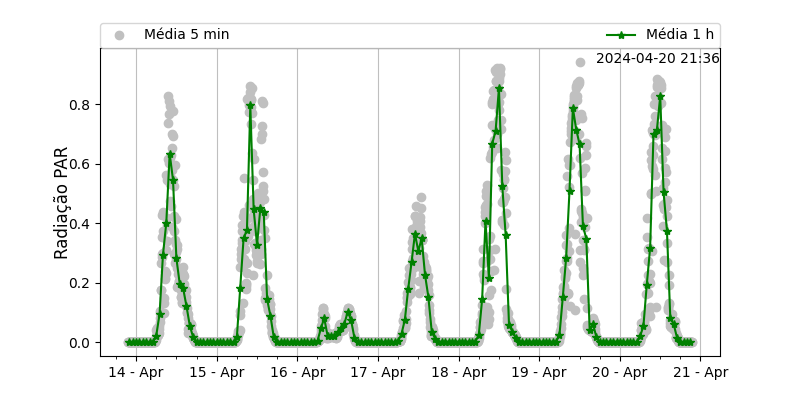 Média 5 min
Média 1 h
2024-04-20 21:36
Radiação PAR
0.8
0.6
0.4
0.2
0.0
14 - Apr
15 - Apr
16 - Apr
17 - Apr
18 - Apr
19 - Apr
20 - Apr
21 - Apr